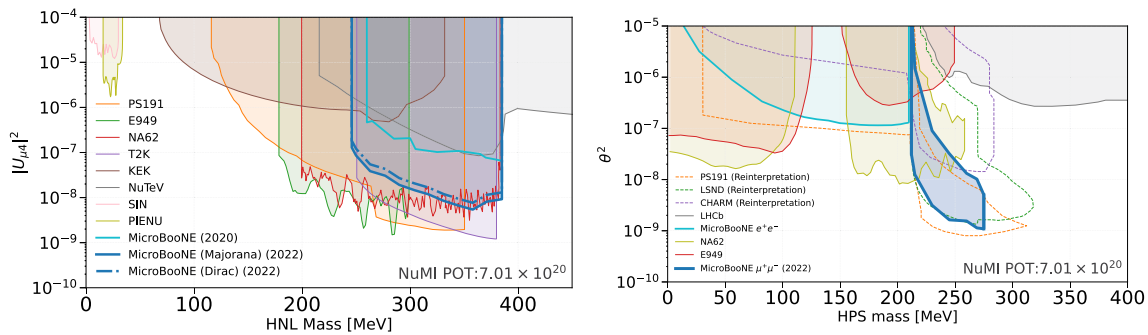 10⁻⁴
10⁻⁵
10⁻⁶
10⁻⁷
10⁻⁸
10⁻⁹
10⁻¹⁰
|U_{μ4}|²
PS191
E949
NA62
T2K
KEK
NuTeV
SIN
PIENU
MicroBooNE (2020)
MicroBooNE (Majorana) (2022)
MicroBooNE (Dirac) (2022)
NuMI POT:7.01 × 10²⁰
0 100 200 300 400
HNL Mass [MeV]
10⁻⁵
10⁻⁶
10⁻⁷
10⁻⁸
10⁻⁹
10⁻¹⁰
θ²
PS191 (Reinterpretation)
LSND (Reinterpretation)
CHARM (Reinterpretation)
LHCb
MicroBooNE e⁺e⁻
NA62
E949
MicroBooNE μ⁺μ⁻ (2022)
NuMI POT:7.01 × 10²⁰
0 50 100 150 200 250 300 350 400
HPS mass [MeV]